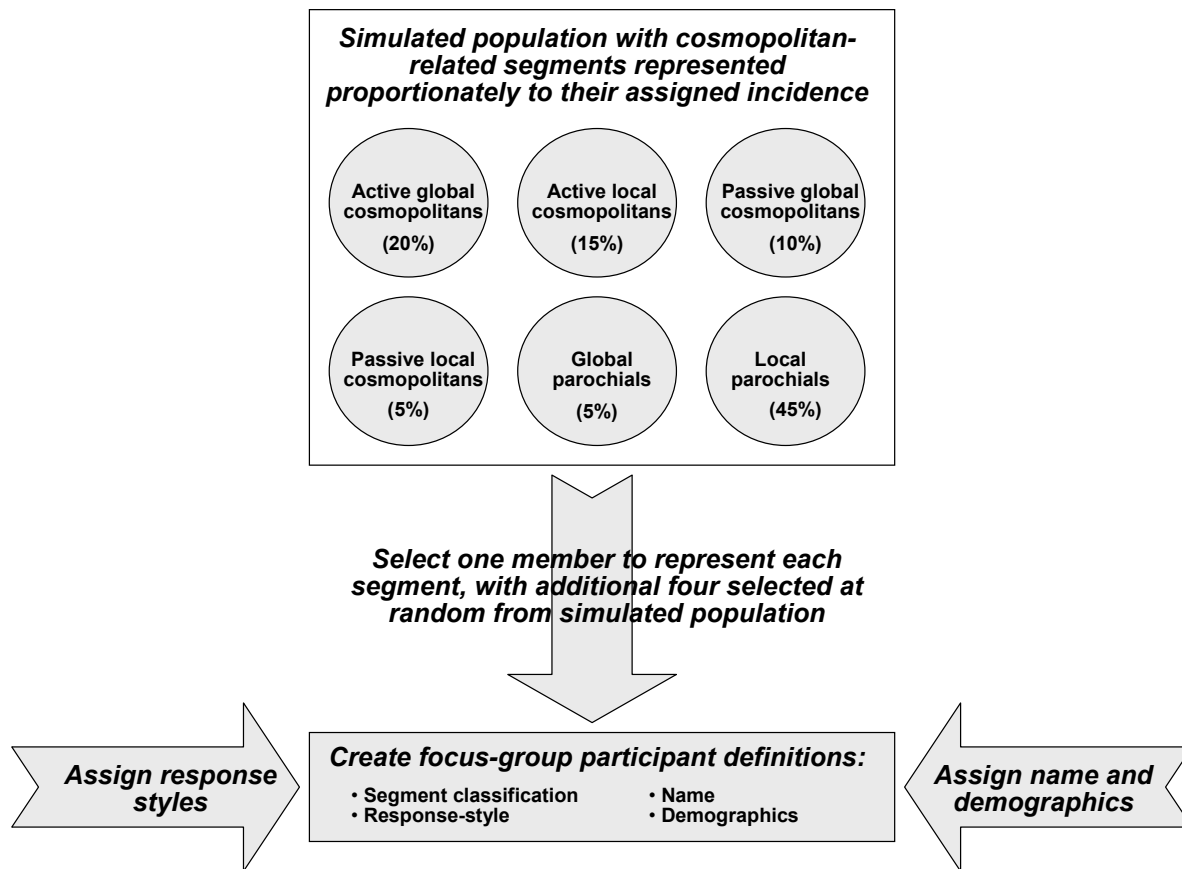 Simulated population with cosmopolitan-
related segments represented
proportionately to their assigned incidence
Active global
cosmopolitans
(20%)
Active local
cosmopolitans
(15%)
Passive global
cosmopolitans
(10%)
Passive local
cosmopolitans
(5%)
Global
parochials
(5%)
Local
parochials
(45%)
Select one member to represent each
segment, with additional four selected at
random from simulated population
Assign response
styles
Create focus-group participant definitions:
• Segment classification
• Response-style
• Name
• Demographics
Assign name and
demographics